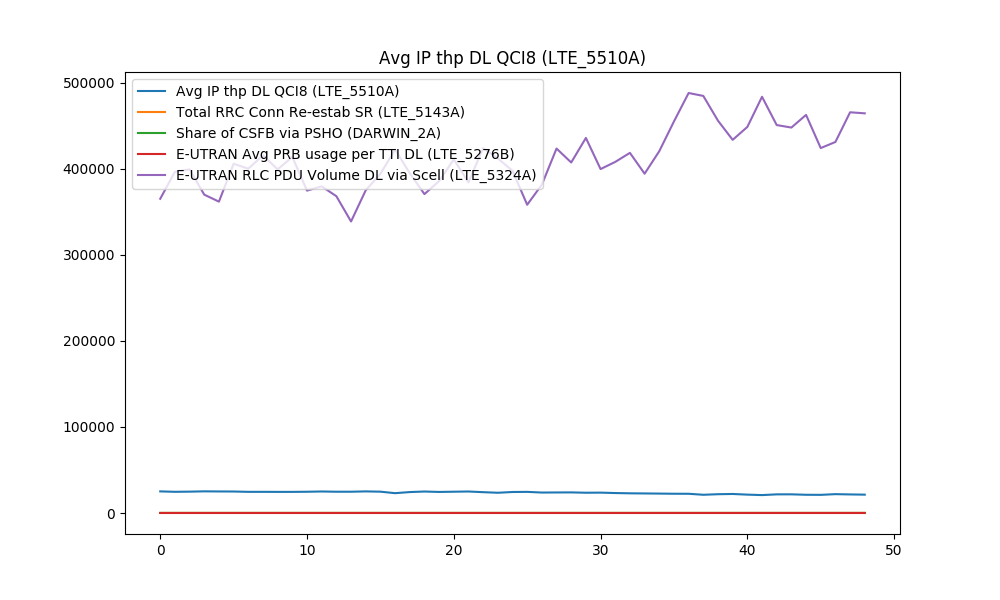 Avg IP thp DL QCI8 (LTE_5510A)
500000
400000
300000
200000
100000
0
Avg IP thp DL QCI8 (LTE_5510A)
Total RRC Conn Re-estab SR (LTE_5143A)
Share of CSFB via PSHO (DARWIN_2A)
E-UTRAN Avg PRB usage per TTI DL (LTE_5276B)
E-UTRAN RLC PDU Volume DL via Scell (LTE_5324A)
0 10 20 30 40 50